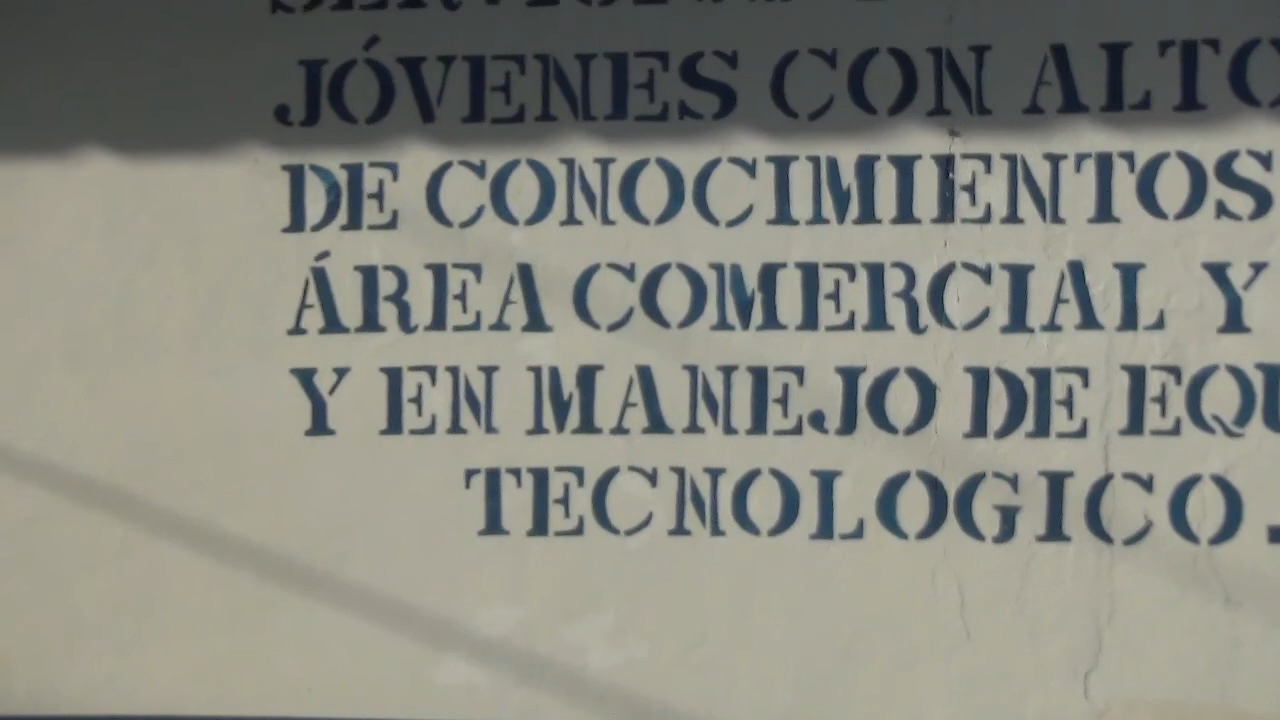 JÓVENES CON ALTO
DE CONOCIMIENTOS
ÁREA COMERCIAL Y
Y EN MANEJO DE
TECNOLOGICO.